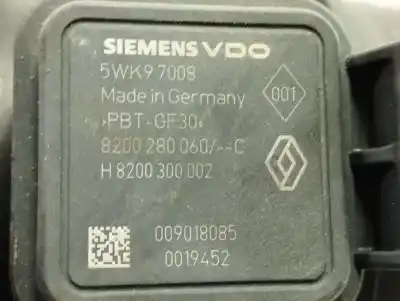 SIEMENS VDO
5WK9 7008
Made in Germany
001
›PBT-GF30‹
8200 280 060/--C
H 8200 300 002
009018085
0019452